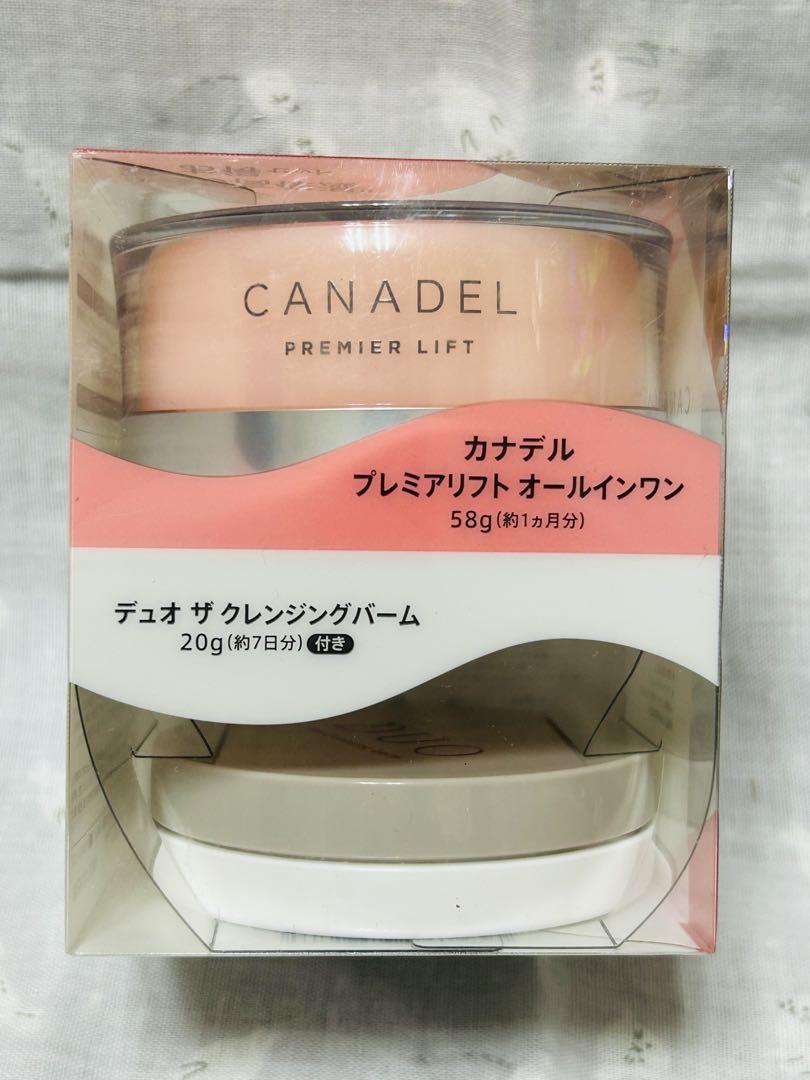 CANADEL
PREMIER LIFT
カナデル
プレミアリフト オールインワン
58g(約1ヵ月分)
デュオ ザ クレンジングバーム
20g(約7日分) 付き